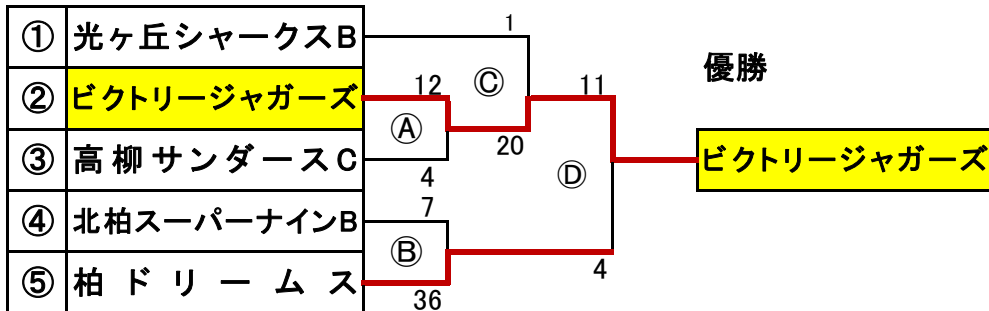 ① 光ヶ丘シャークスB
1
優勝
② ビクトリージャガーズ
12
Ⓒ
11
Ⓐ
20
ビクトリージャガーズ
③ 高柳サンダースC
4
Ⓓ
④ 北柏スーパーナインB
7
Ⓑ
4
⑤ 柏ドリームス
36